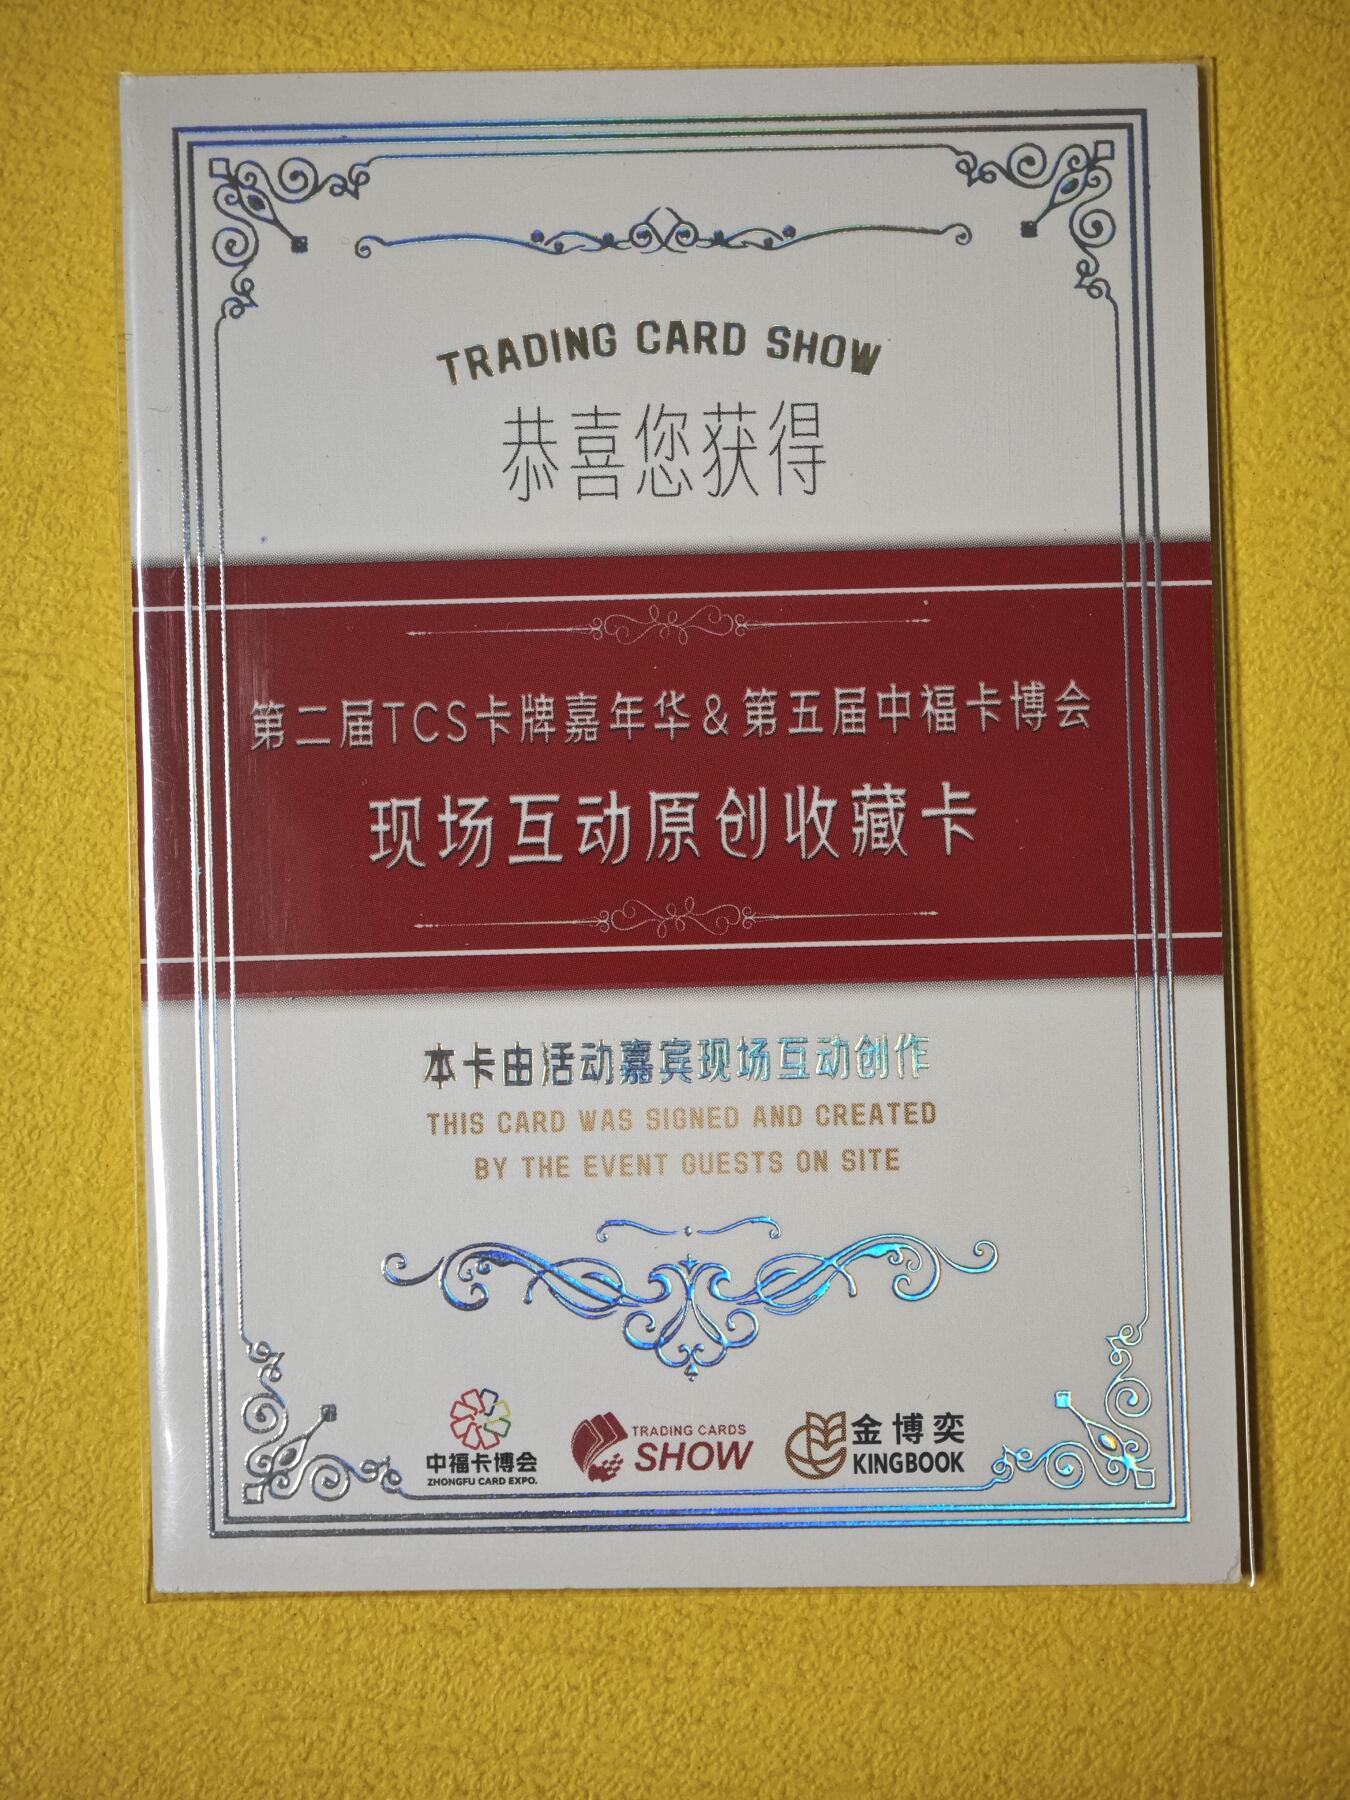 TRADING CARD SHOW
恭喜您获得
第二届TCS卡牌嘉年华&第五届中福卡博会
现场互动原创收藏卡
本卡由活动嘉宾现场互动创作
THIS CARD WAS SIGNED AND CREATED
BY THE EVENT GUESTS ON SITE
中福卡博会
ZHONGFU CARD EXPO.
TRADING CARDS
SHOW
金博奕
KINGBOOK